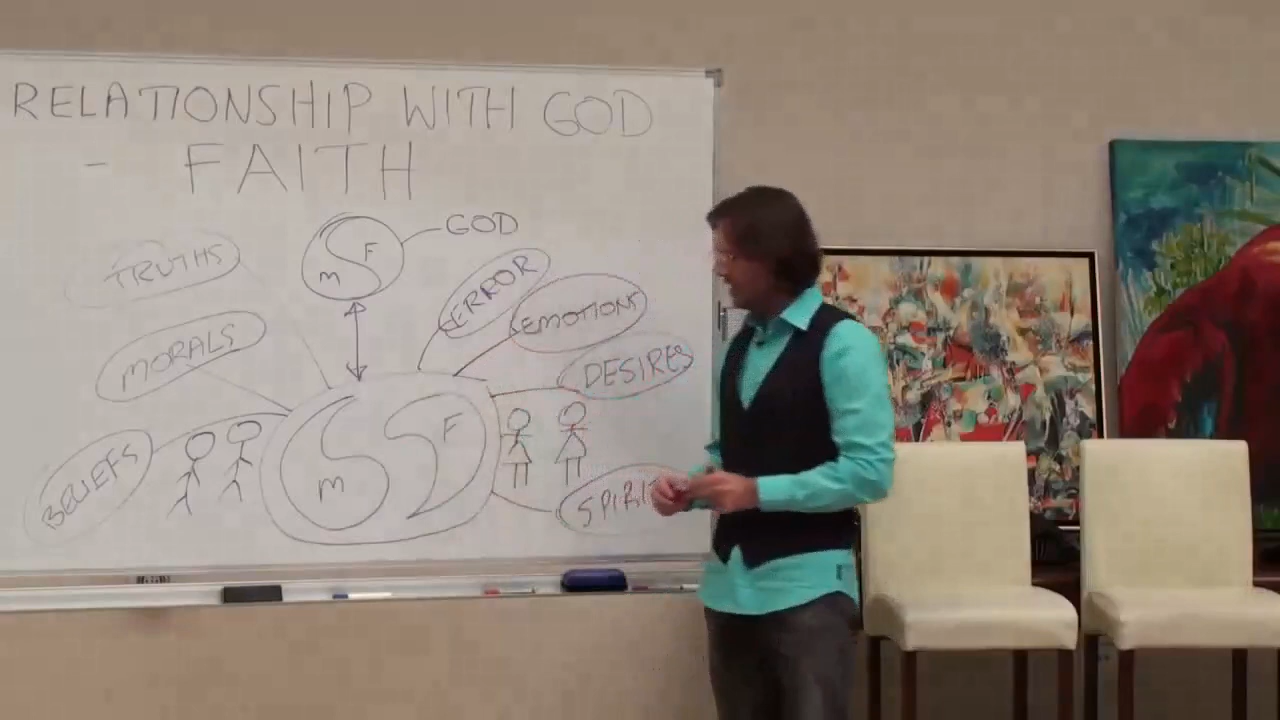 RELATIONSHIP WITH GOD
- FAITH
GOD
M F
TRUTHS
ERROR
EMOTIONS
MORALS
DESIRES
BELIEFS
M F